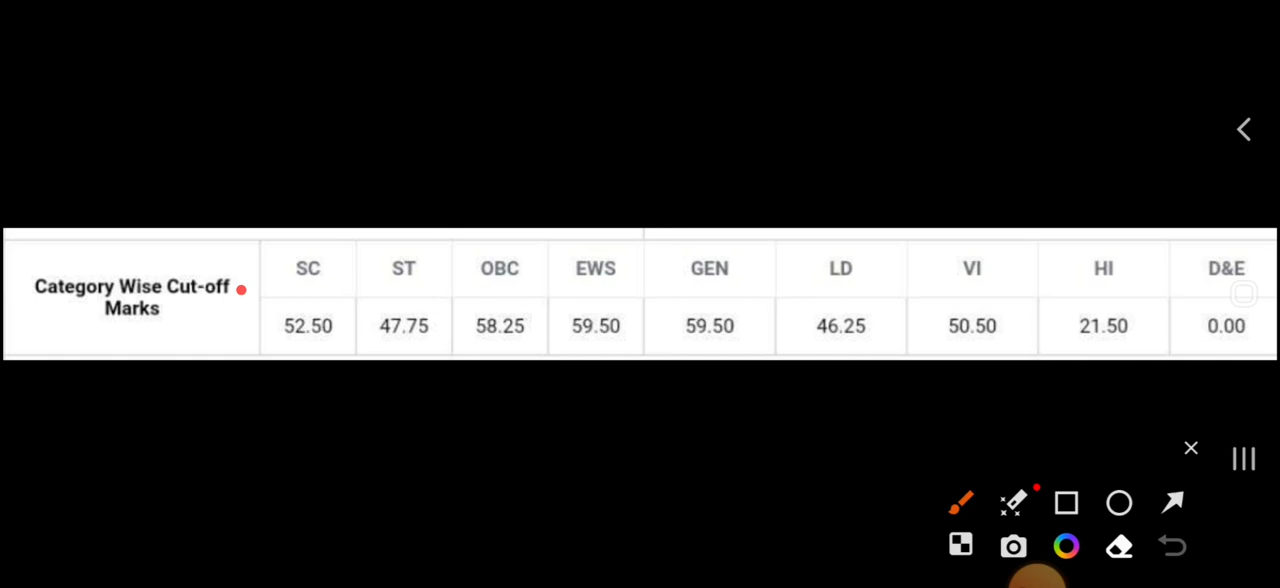 Category Wise Cut-off
Marks
SC ST OBC EWS GEN LD VI HI D&E
52.50 47.75 58.25 59.50 59.50 46.25 50.50 21.50 0.00